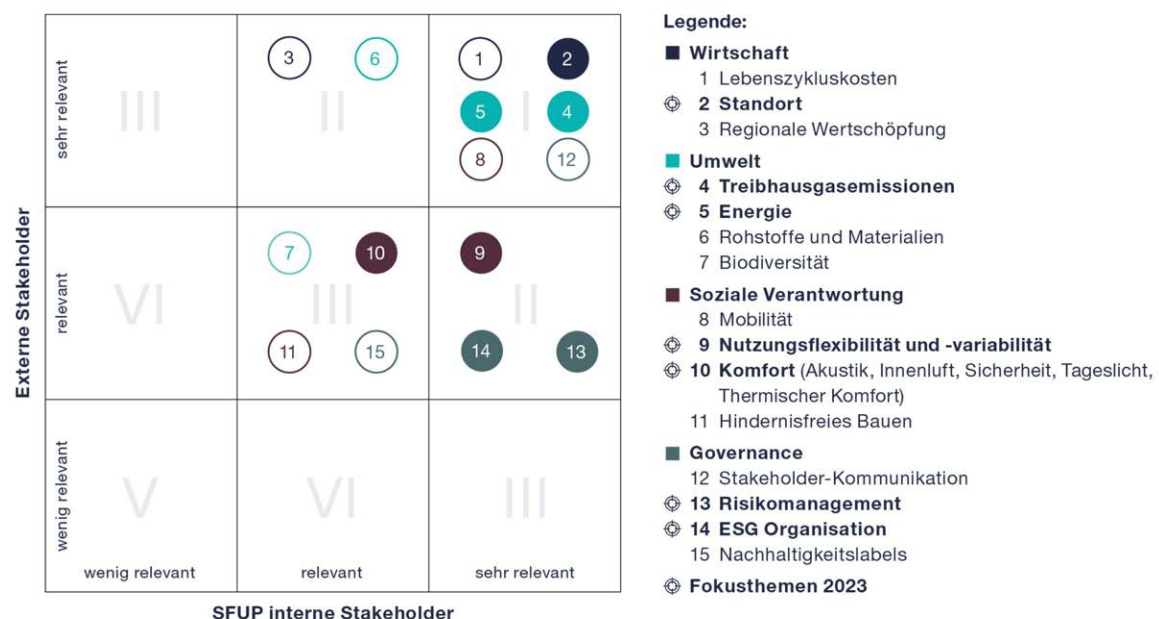 Externe Stakeholder
sehr relevant
relevant
wenig relevant
III
II
I
3
6
1
2
5
4
8
12
VI
III
II
7
10
9
11
15
14
13
V
VI
III
wenig relevant
relevant
sehr relevant
SFUP interne Stakeholder
Legende:
Wirtschaft
1 Lebenszykluskosten
2 Standort
3 Regionale Wertschöpfung
Umwelt
4 Treibhausgasemissionen
5 Energie
6 Rohstoffe und Materialien
7 Biodiversität
Soziale Verantwortung
8 Mobilität
9 Nutzungsflexibilität und -variabilität
10 Komfort (Akustik, Innenluft, Sicherheit, Tageslicht,
Thermischer Komfort)
11 Hindernisfreies Bauen
Governance
12 Stakeholder-Kommunikation
13 Risikomanagement
14 ESG Organisation
15 Nachhaltigkeitslabels
Fokusthemen 2023